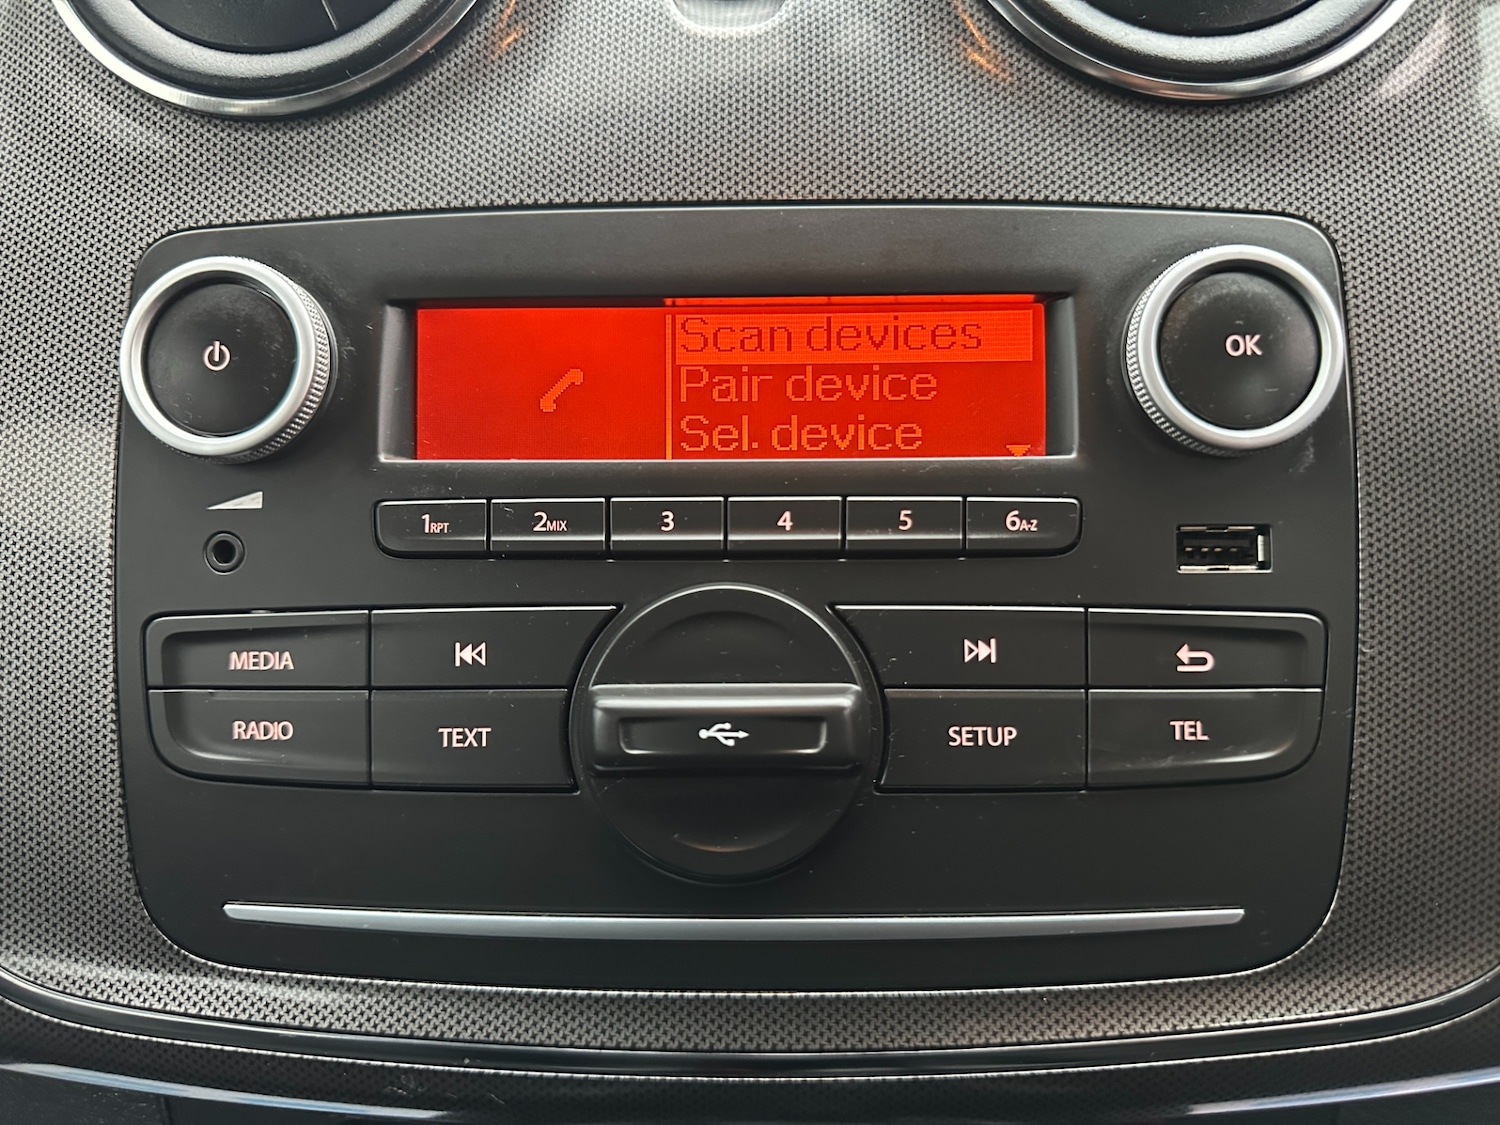 Scan devices
Pair device
Sel. device
OK
1RPT 2MIX 3 4 5 6A-Z
MEDIA
RADIO TEXT SETUP TEL